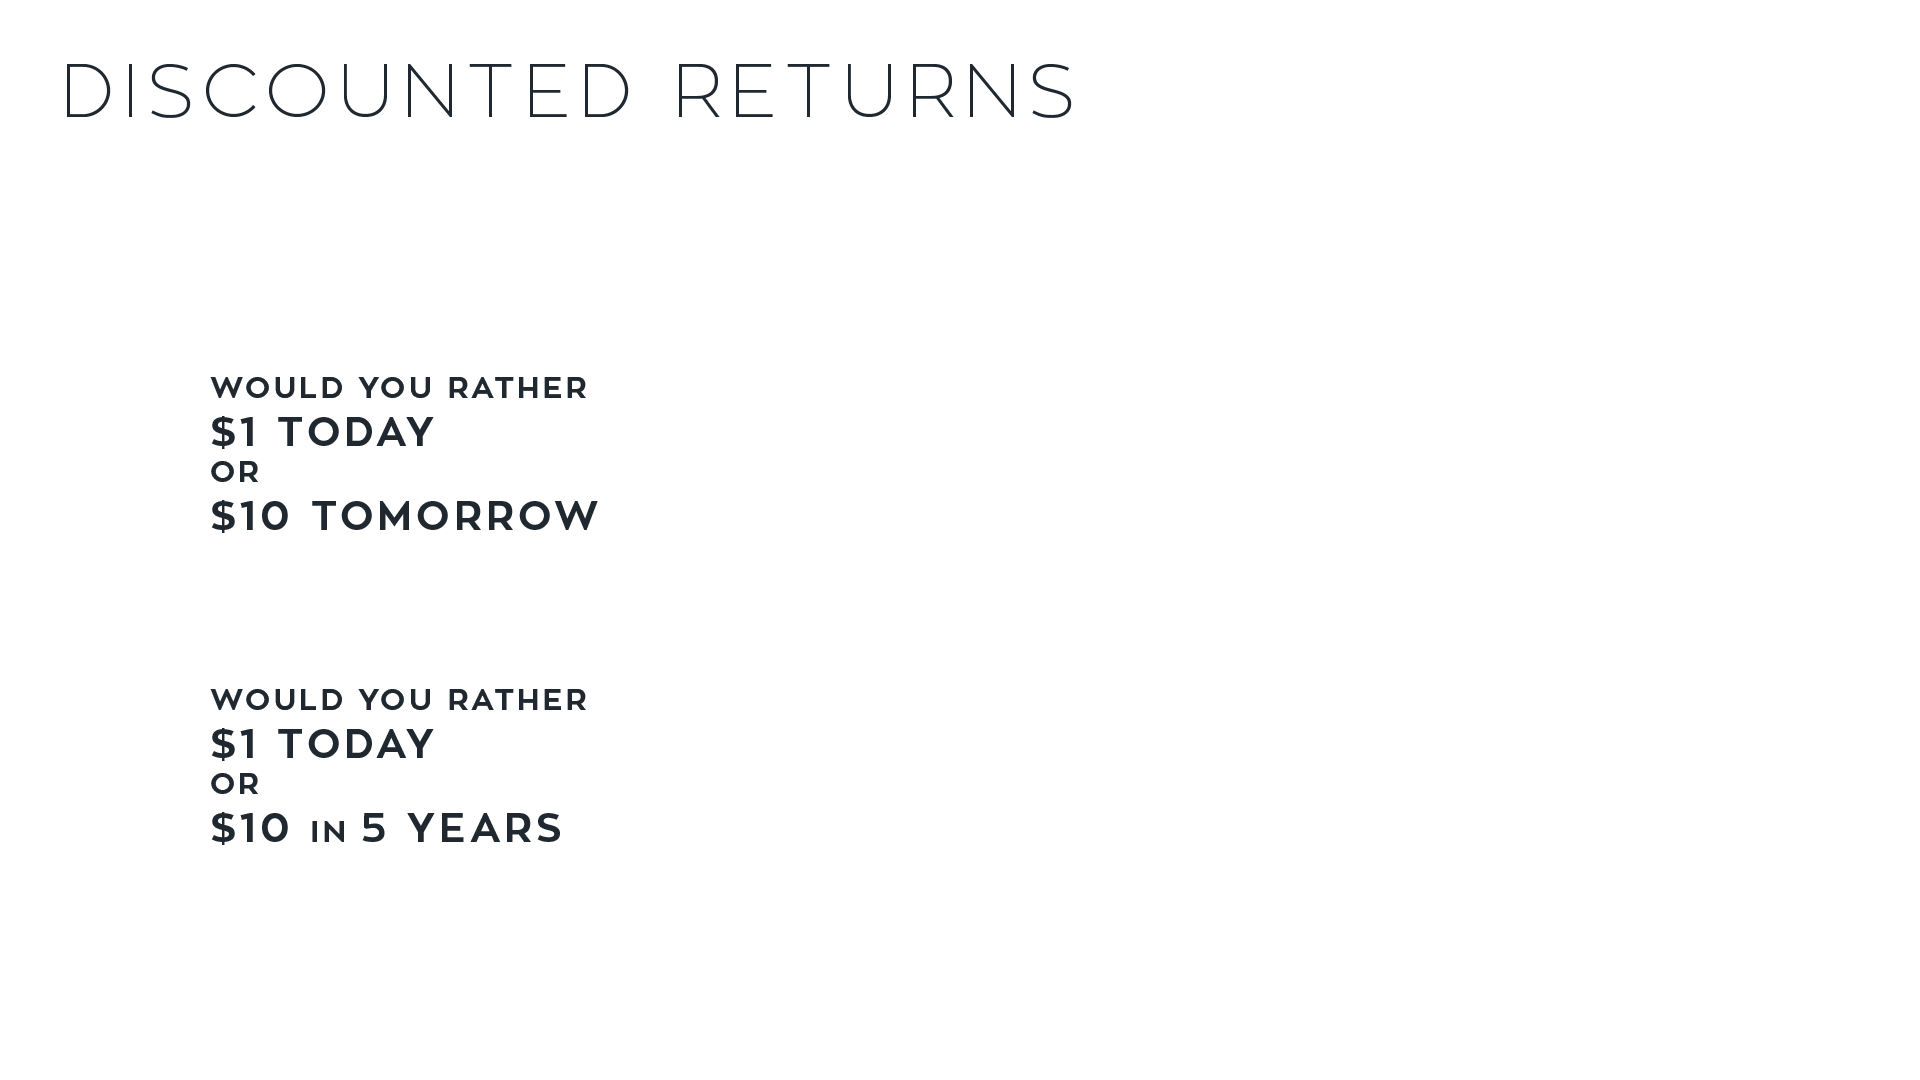 DISCOUNTED RETURNS
WOULD YOU RATHER
$1 TODAY
OR
$10 TOMORROW
WOULD YOU RATHER
$1 TODAY
OR
$10 IN 5 YEARS